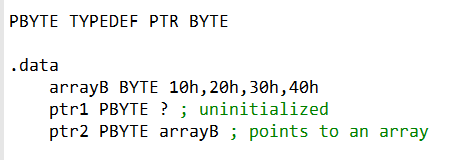 PBYTE TYPEDEF PTR BYTE
.data
arrayB BYTE 10h,20h,30h,40h
ptr1 PBYTE ? ; uninitialized
ptr2 PBYTE arrayB ; points to an array